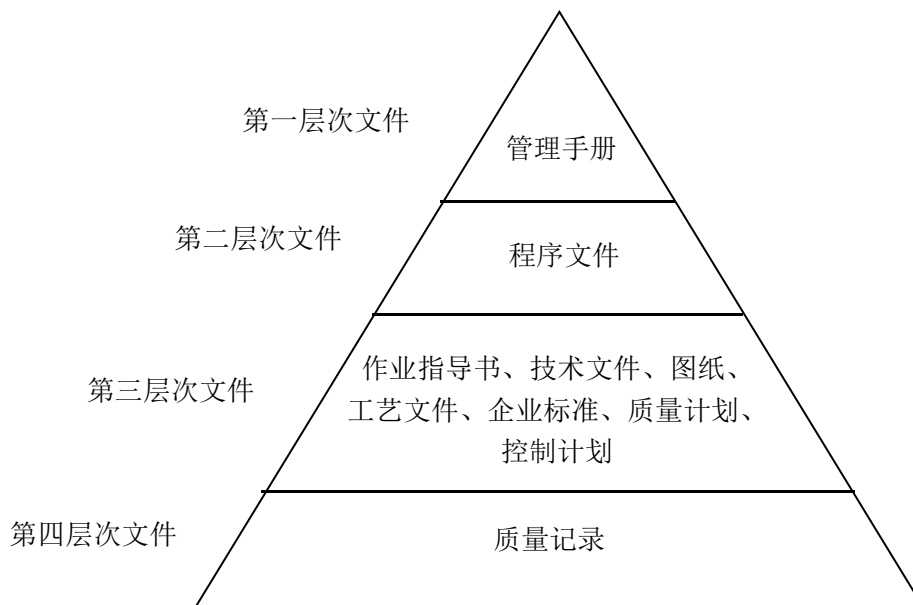 第一层次文件
管理手册
第二层次文件
程序文件
第三层次文件
作业指导书、技术文件、图纸、
工艺文件、企业标准、质量计划、
控制计划
第四层次文件
质量记录